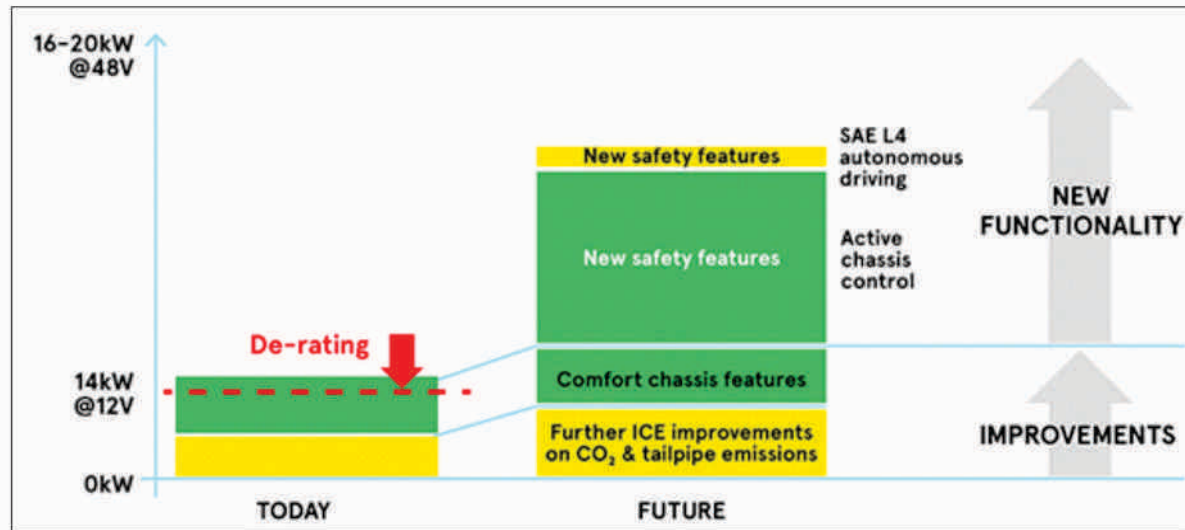 16–20kW
@48V
New safety features
SAE L4
autonomous
driving
NEW
FUNCTIONALITY
New safety features
Active
chassis
control
De-rating
14kW
@12V
Comfort chassis features
Further ICE improvements
on CO₂ & tailpipe emissions
IMPROVEMENTS
0kW
TODAY
FUTURE